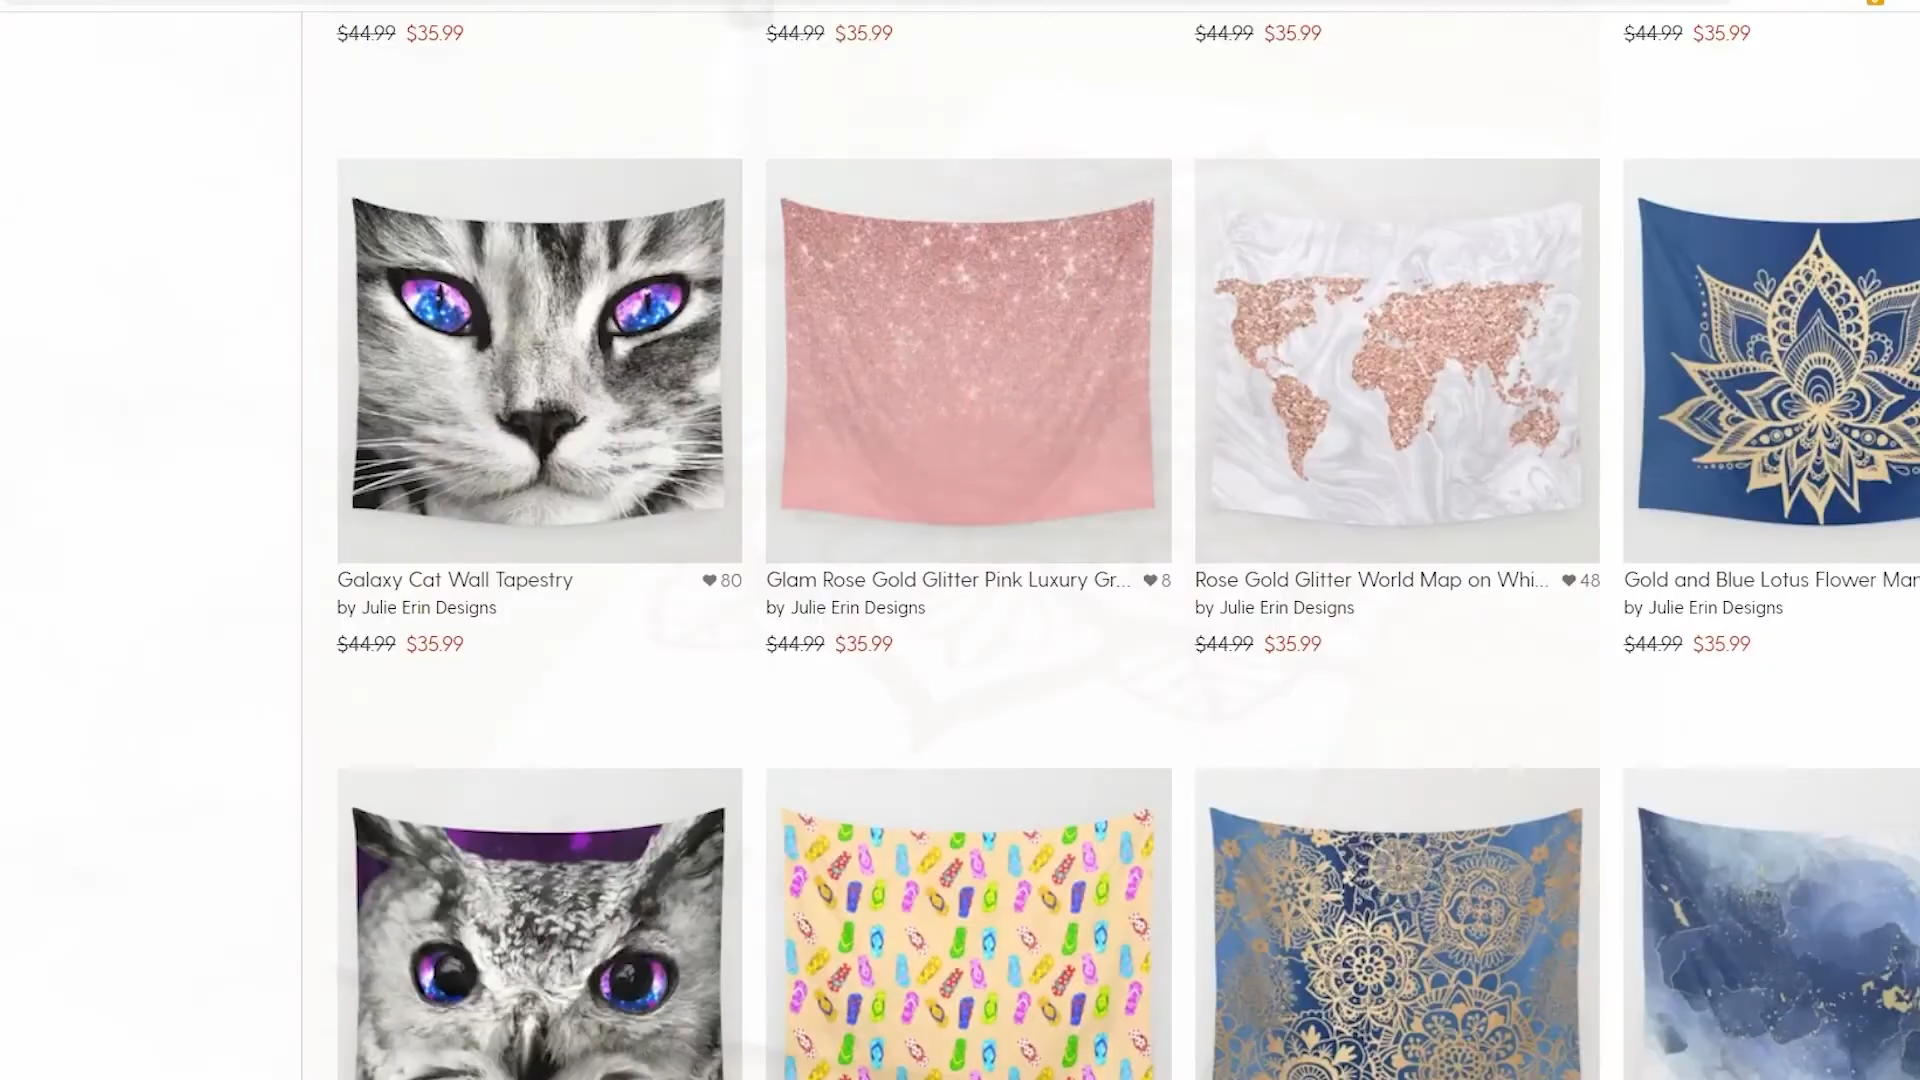 $44.99 $35.99
$44.99 $35.99
$44.99 $35.99
$44.99 $35.99
Galaxy Cat Wall Tapestry 80
by Julie Erin Designs
$44.99 $35.99
Glam Rose Gold Glitter Pink Luxury Gr... 8
by Julie Erin Designs
$44.99 $35.99
Rose Gold Glitter World Map on Whi... 48
by Julie Erin Designs
$44.99 $35.99
Gold and Blue Lotus Flower Man
by Julie Erin Designs
$44.99 $35.99